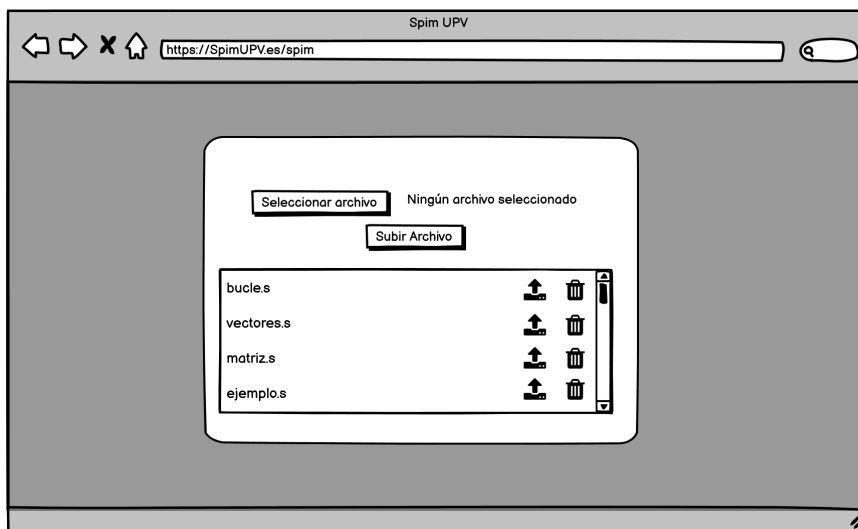 Spim UPV
https://SpimUPV.es/spim
Seleccionar archivo Ningún archivo seleccionado
Subir Archivo
bucle.s
vectores.s
matriz.s
ejemplo.s